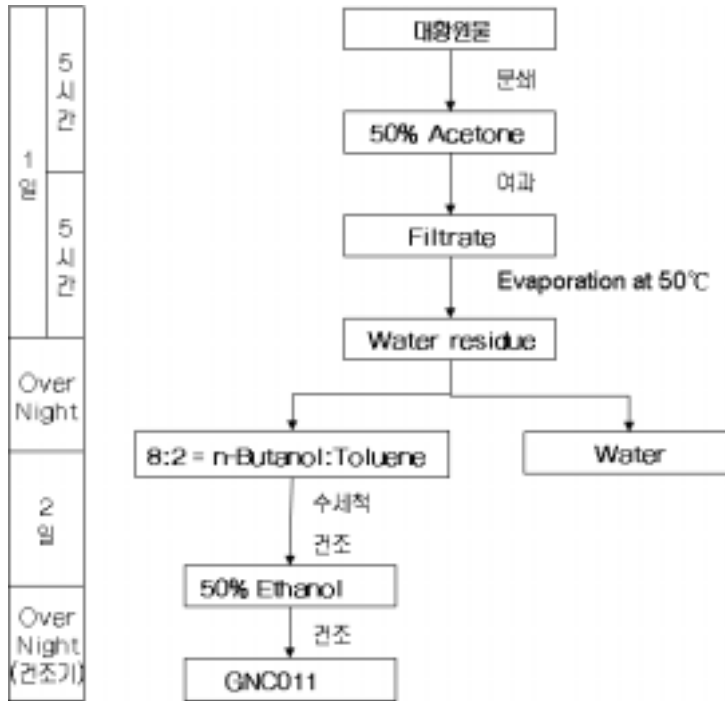 대황원물
분쇄
50% Acetone
여과
Filtrate
Evaporation at 50℃
Water residue
8:2 = n-Butanol:Toluene
Water
수세척
건조
50% Ethanol
건조
GNC011
1
일
5
시
간
5
시
간
Over
Night
2
일
Over
Night
(건조기)